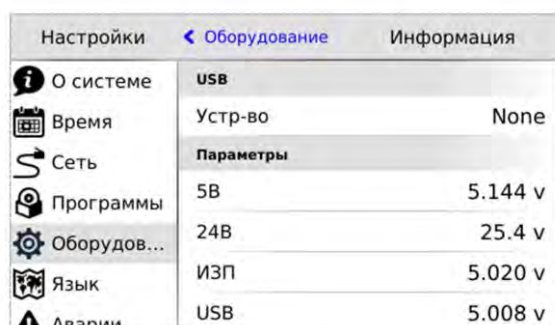 Настройки
Оборудование
Информация
О системе
Время
Сеть
Программы
Оборудов...
Язык
Аварии
USB
Устр-во None
Параметры
5В 5.144 v
24В 25.4 v
ИЗП 5.020 v
USB 5.008 v